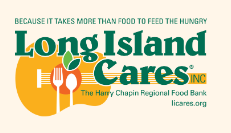 BECAUSE IT TAKES MORE THAN FOOD TO FEED THE HUNGRY
Long Island
Cares® INC
The Harry Chapin Regional Food Bank
licares.org